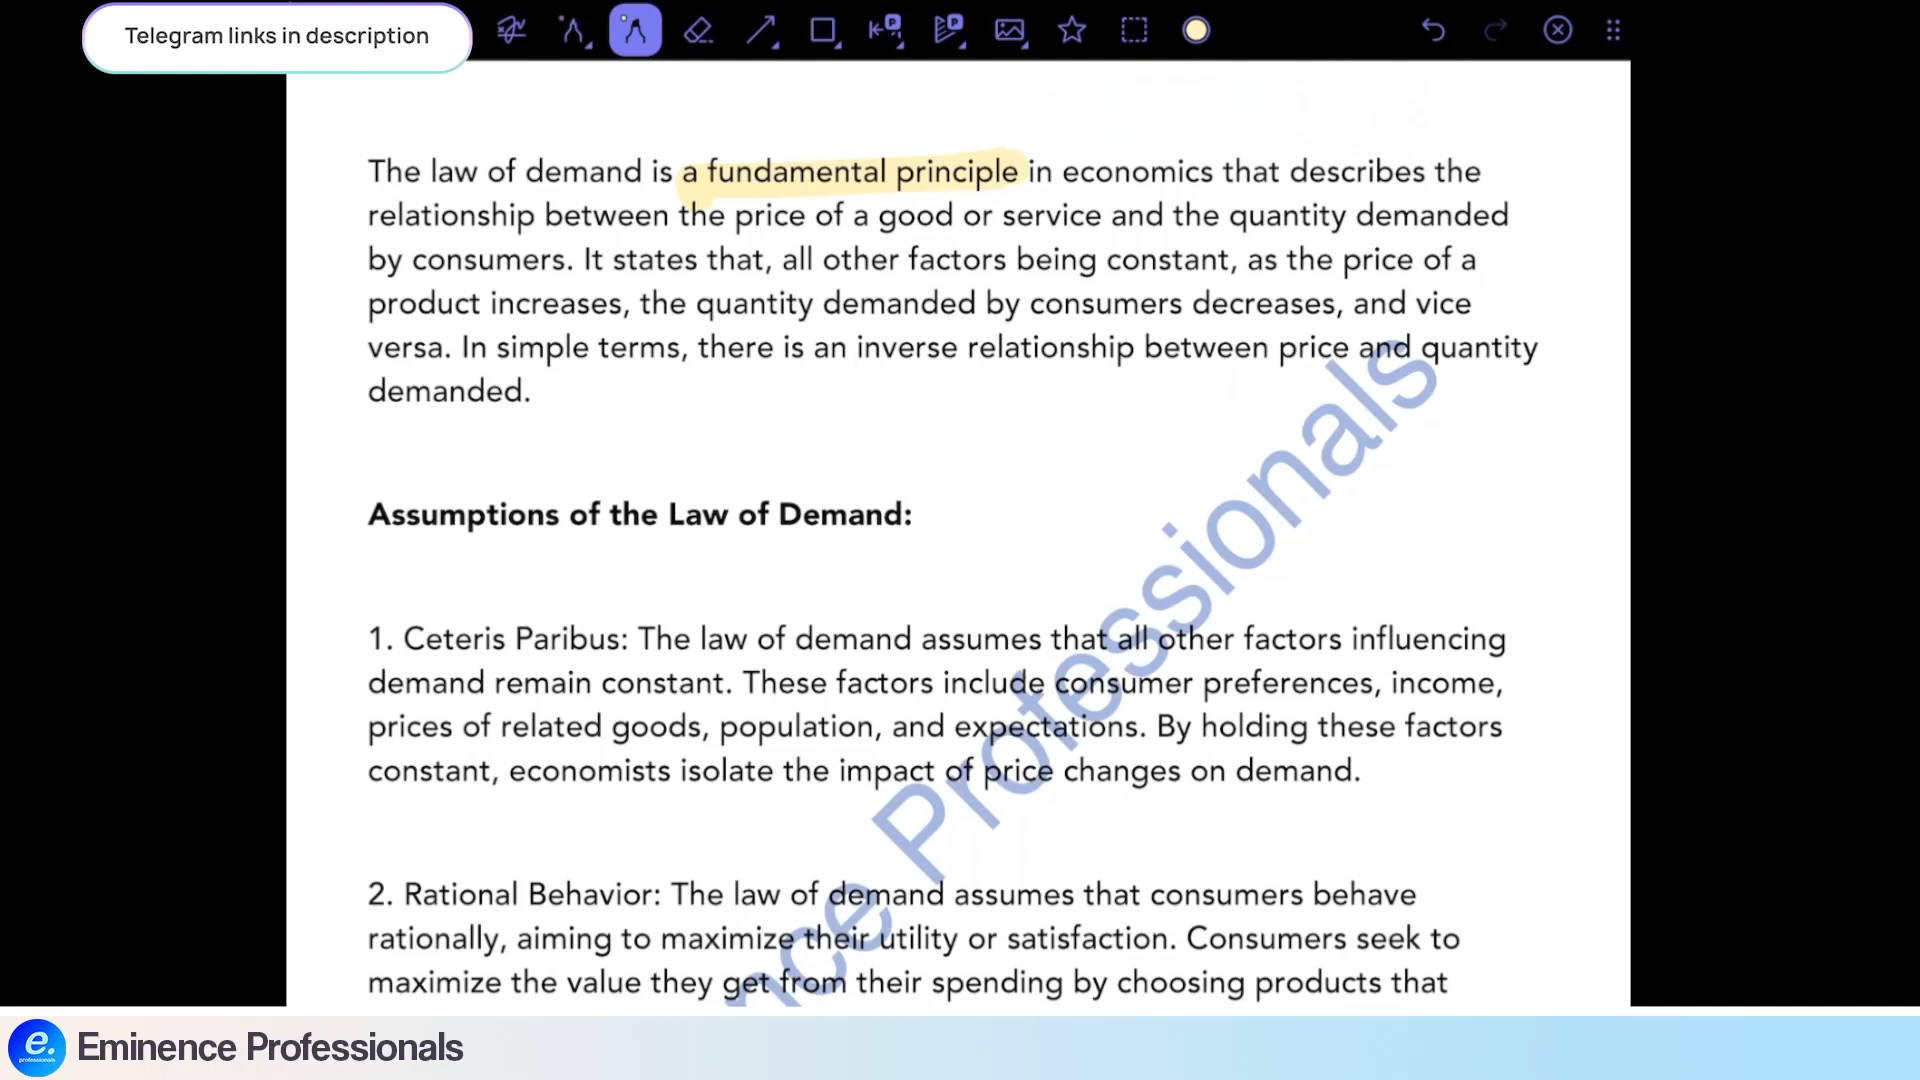 Telegram links in description
The law of demand is a fundamental principle in economics that describes the
relationship between the price of a good or service and the quantity demanded
by consumers. It states that, all other factors being constant, as the price of a
product increases, the quantity demanded by consumers decreases, and vice
versa. In simple terms, there is an inverse relationship between price and quantity
demanded.
Assumptions of the Law of Demand:
1. Ceteris Paribus: The law of demand assumes that all other factors influencing
demand remain constant. These factors include consumer preferences, income,
prices of related goods, population, and expectations. By holding these factors
constant, economists isolate the impact of price changes on demand.
2. Rational Behavior: The law of demand assumes that consumers behave
rationally, aiming to maximize their utility or satisfaction. Consumers seek to
maximize the value they get from their spending by choosing products that
nce Professionals
e.
professionals
Eminence Professionals